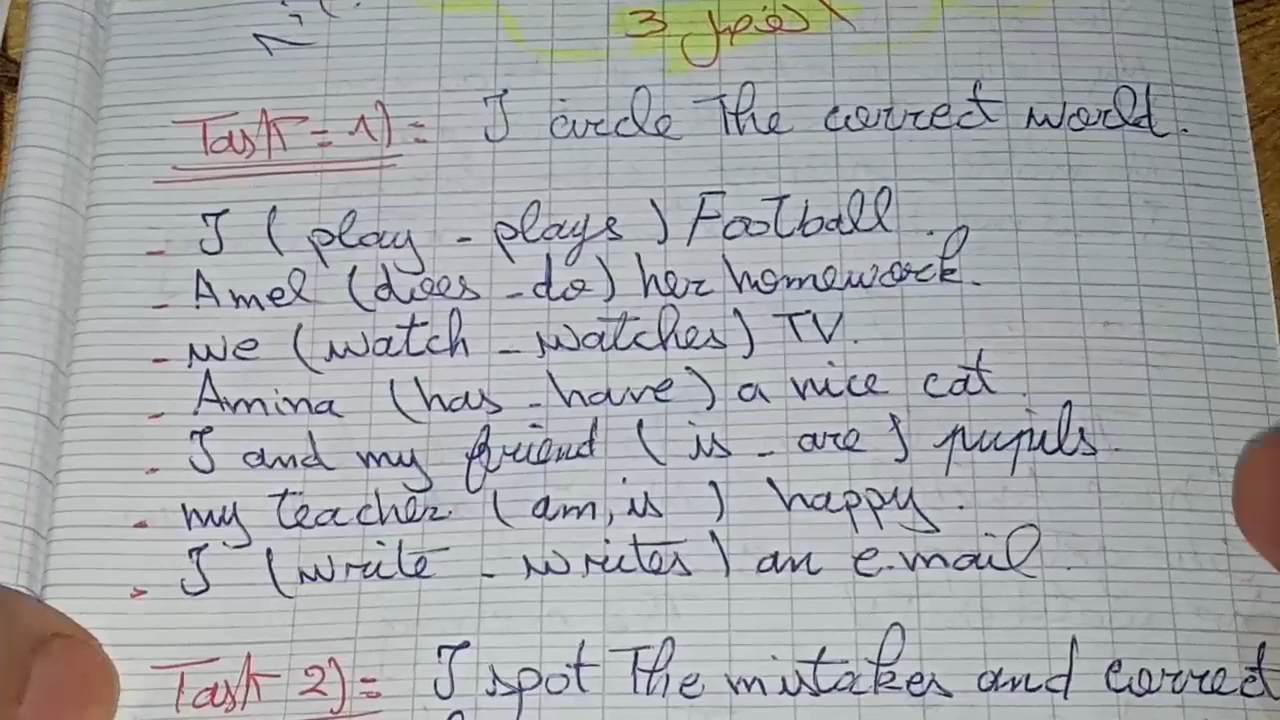 Task = 1) = I circle The correct world.
- I ( play - plays ) Football.
- Amel (does - do) her homework.
- We (watch - watches) TV.
- Amina (has - have) a nice cat.
- I and my friend ( is - are ) pupils.
- my teacher ( am, is ) happy.
- I (write - writes) an e.mail.
Task 2) = I spot The mistakes and correct